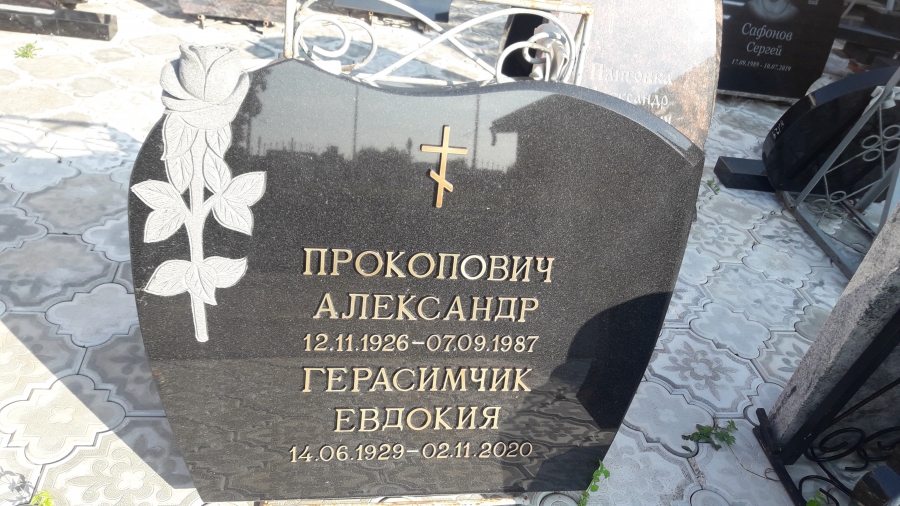 ПРОКОПОВИЧ
АЛЕКСАНДР
12.11.1926–07.09.1987
ГЕРАСИМЧИК
ЕВДОКИЯ
14.06.1929–02.11.2020
Сафонов
Сергей